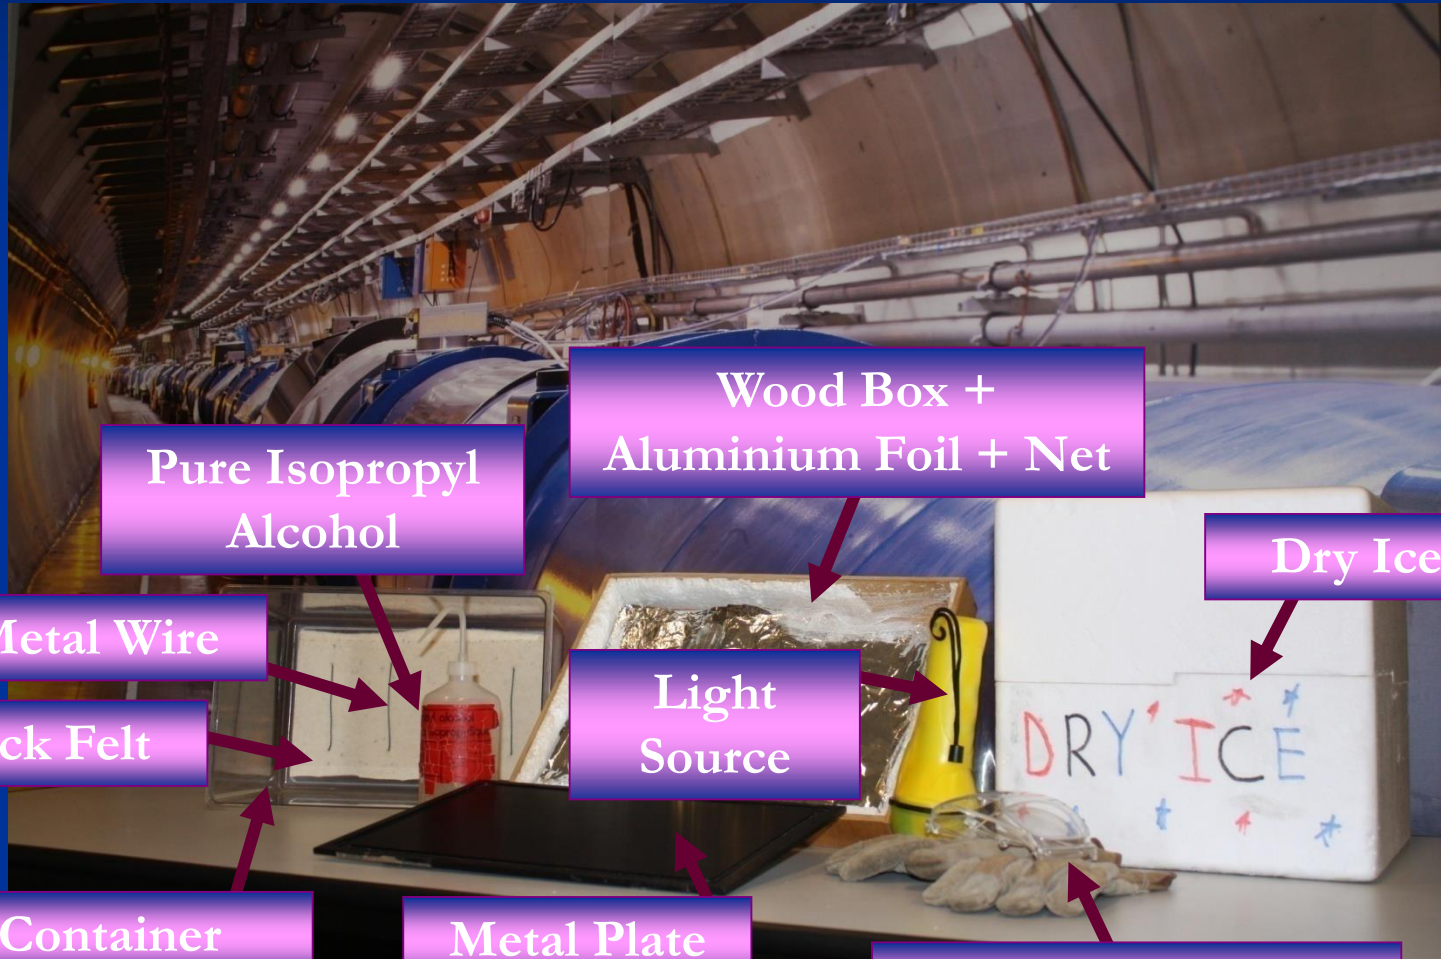 Wood Box +
Aluminium Foil + Net
Pure Isopropyl
Alcohol
Dry Ice
Metal Wire
Light
Source
ck Felt
DRY ICE
Container
Metal Plate